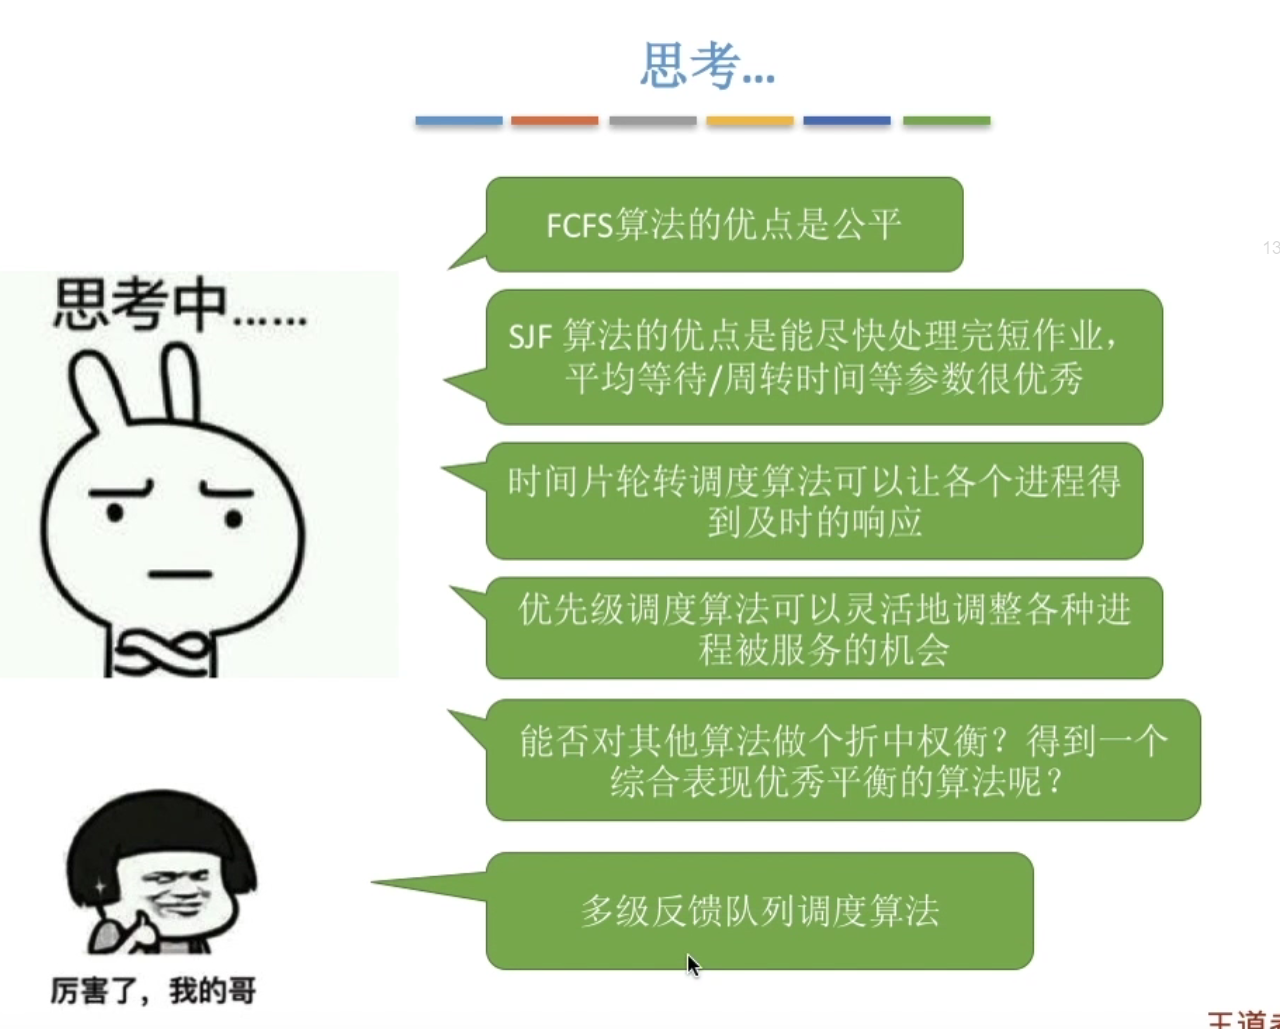 思考...
FCFS算法的优点是公平
思考中......
SJF 算法的优点是能尽快处理完短作业，
平均等待/周转时间等参数很优秀
时间片轮转调度算法可以让各个进程得
到及时的响应
优先级调度算法可以灵活地调整各种进
程被服务的机会
能否对其他算法做个折中权衡？得到一个
综合表现优秀平衡的算法呢？
多级反馈队列调度算法
厉害了，我的哥
13
王道